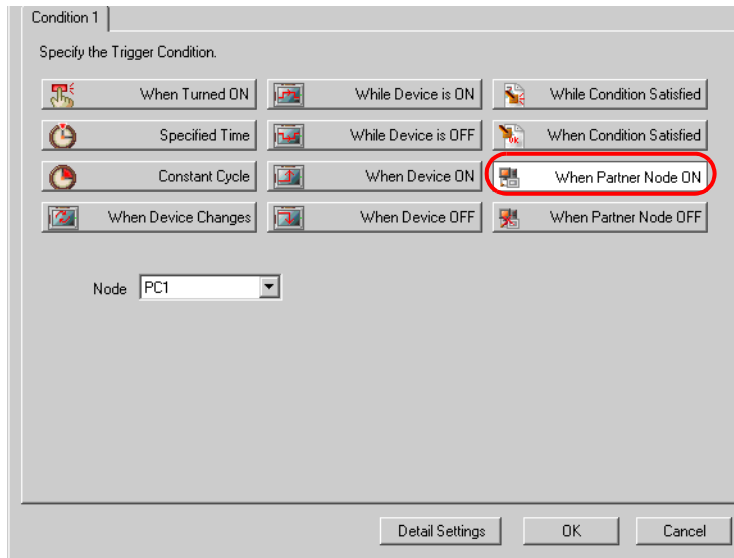 Condition 1
Specify the Trigger Condition.
When Turned ON
While Device is ON
While Condition Satisfied
Specified Time
While Device is OFF
When Condition Satisfied
Constant Cycle
When Device ON
When Partner Node ON
When Device Changes
When Device OFF
When Partner Node OFF
Node PC1
Detail Settings
OK
Cancel